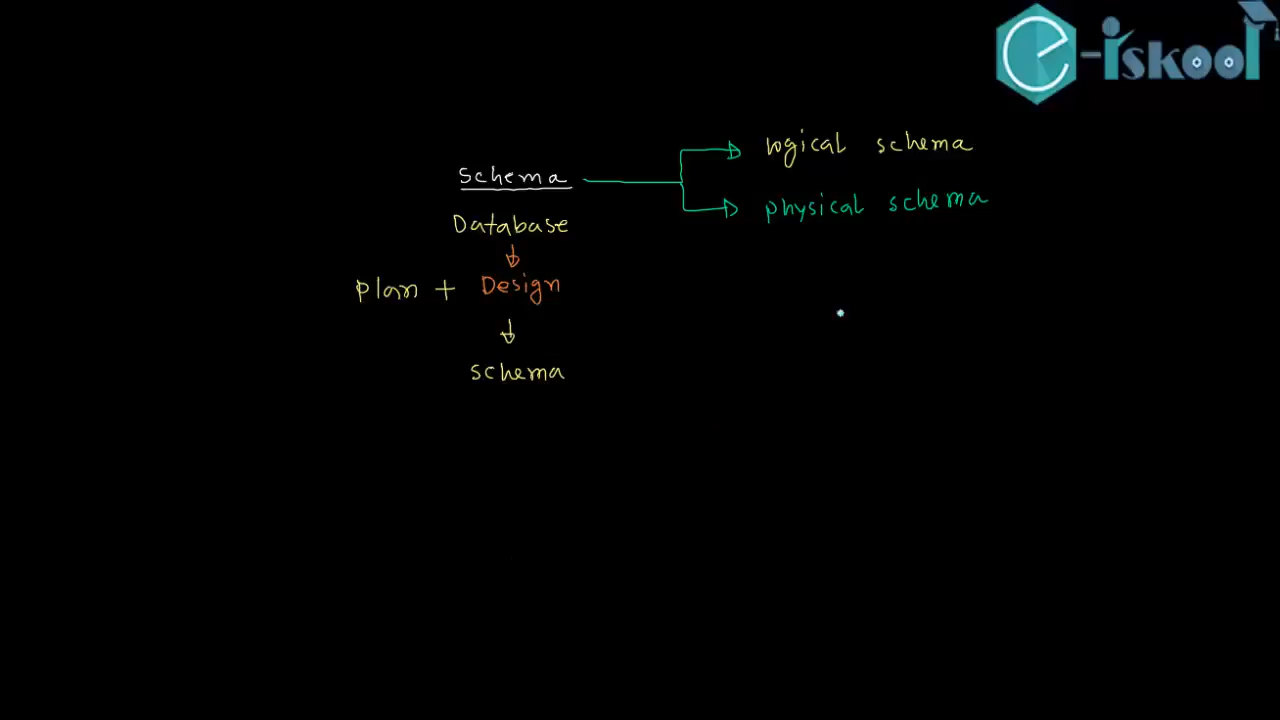 e-iskool
logical schema
schema
physical schema
Database
plan + Design
schema